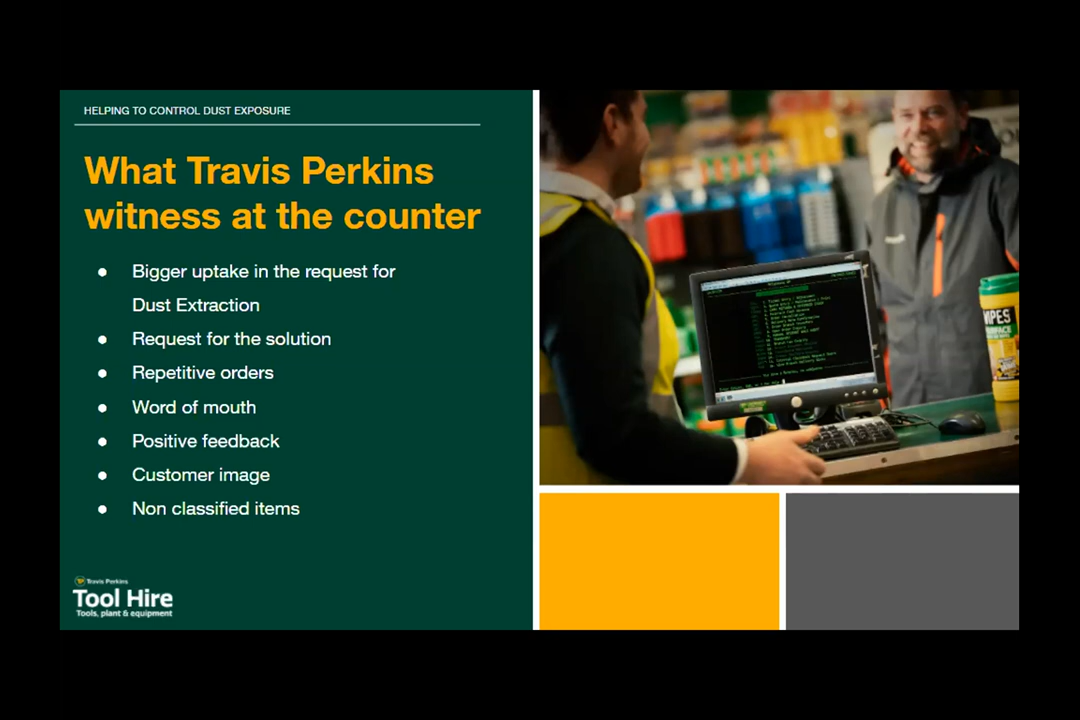 HELPING TO CONTROL DUST EXPOSURE
What Travis Perkins
witness at the counter
● Bigger uptake in the request for
Dust Extraction
● Request for the solution
● Repetitive orders
● Word of mouth
● Positive feedback
● Customer image
● Non classified items
Travis Perkins
Tool Hire
Tools, plant & equipment
WIPES